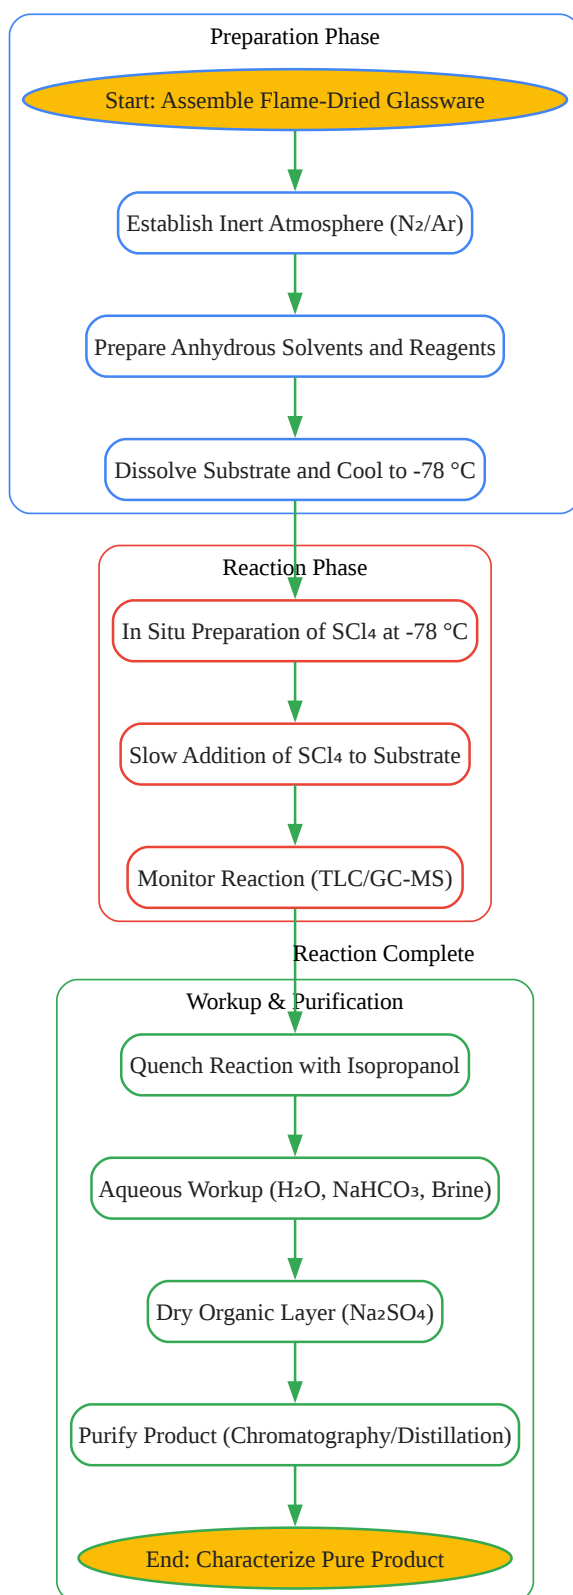 Preparation Phase
Start: Assemble Flame-Dried Glassware
Establish Inert Atmosphere (N₂/Ar)
Prepare Anhydrous Solvents and Reagents
Dissolve Substrate and Cool to -78 °C
Reaction Phase
In Situ Preparation of SCl₄ at -78 °C
Slow Addition of SCl₄ to Substrate
Monitor Reaction (TLC/GC-MS)
Reaction Complete
Workup & Purification
Quench Reaction with Isopropanol
Aqueous Workup (H₂O, NaHCO₃, Brine)
Dry Organic Layer (Na₂SO₄)
Purify Product (Chromatography/Distillation)
End: Characterize Pure Product